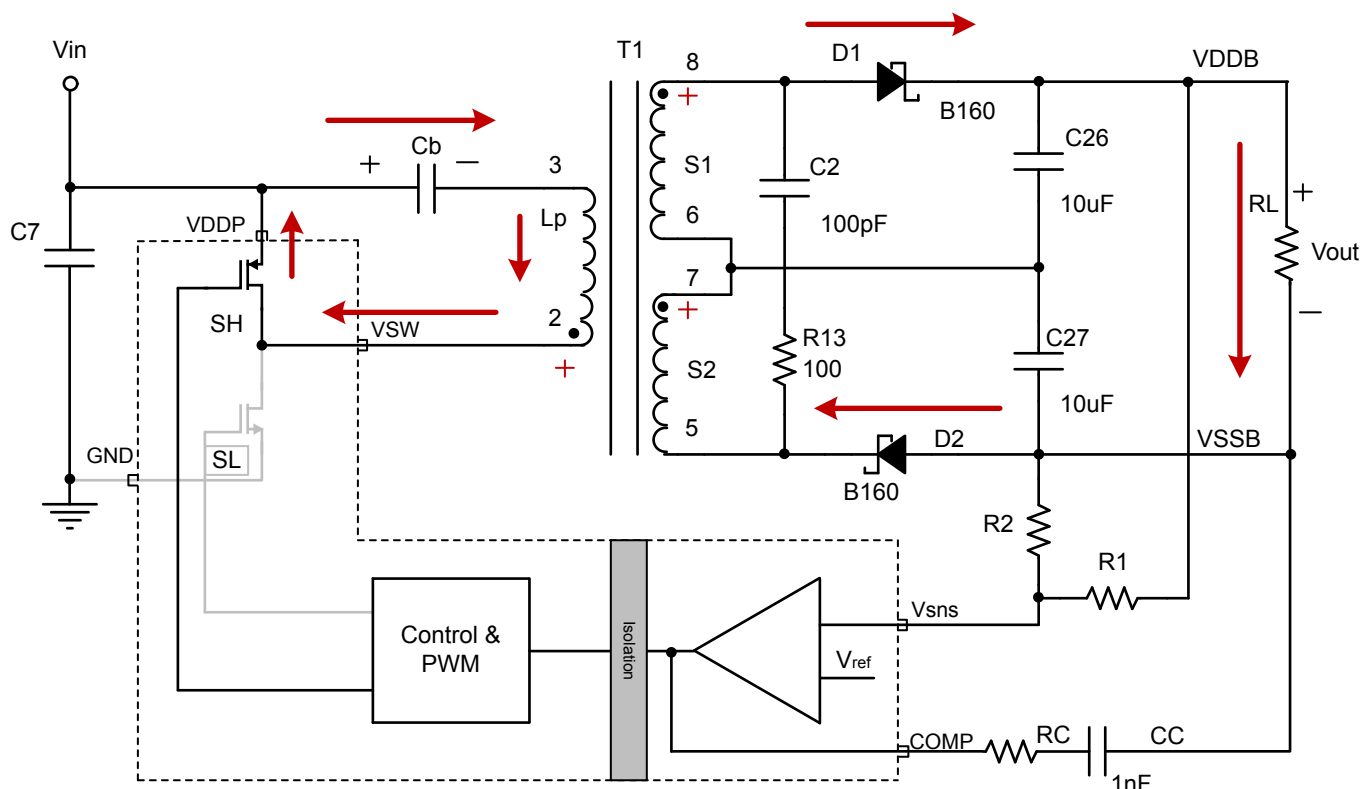 Vin
T1
8
D1
VDDB
+
B160
Cb
+
−
3
S1
C2
C26
VDDP
Lp
6
100pF
10uF
RL
+
C7
Vout
7
SH
2
VSW
+
−
+
R13
100
C27
S2
10uF
GND
SL
5
D2
VSSB
B160
R2
R1
Control &
PWM
Isolation
Vsns
Vref
COMP
RC
CC
1nF